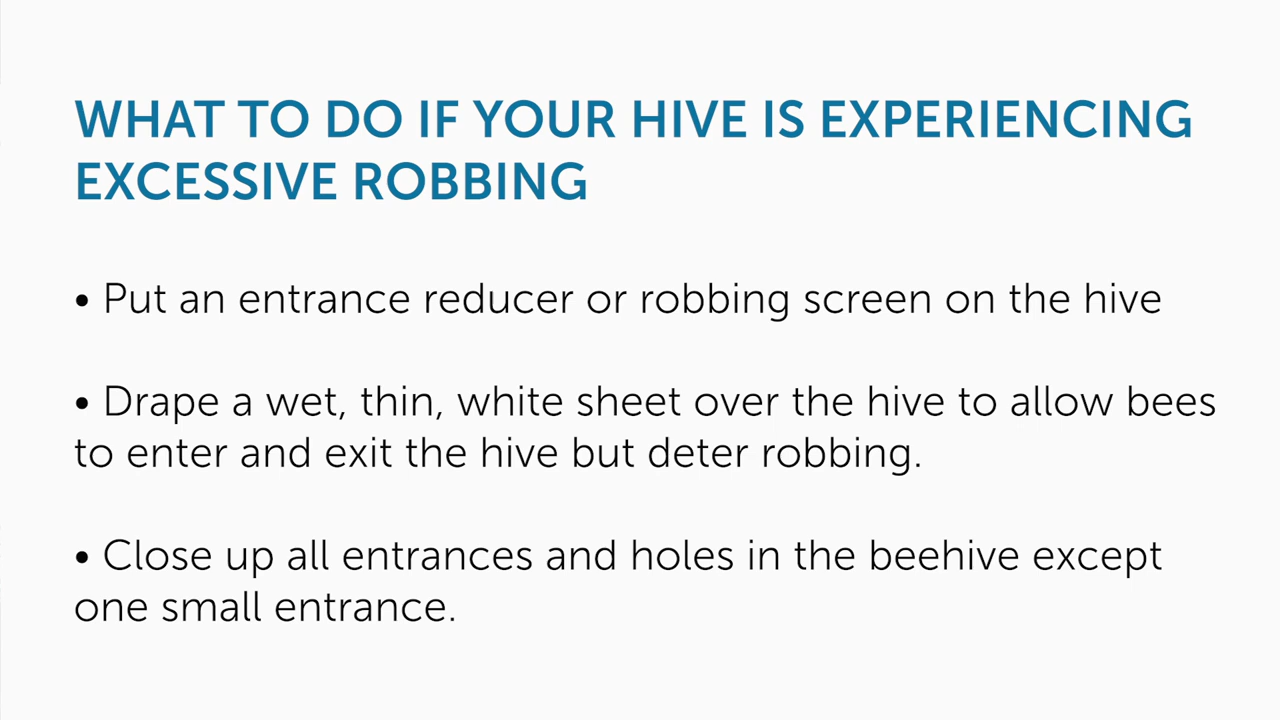 WHAT TO DO IF YOUR HIVE IS EXPERIENCING
EXCESSIVE ROBBING
• Put an entrance reducer or robbing screen on the hive
• Drape a wet, thin, white sheet over the hive to allow bees
to enter and exit the hive but deter robbing.
• Close up all entrances and holes in the beehive except
one small entrance.